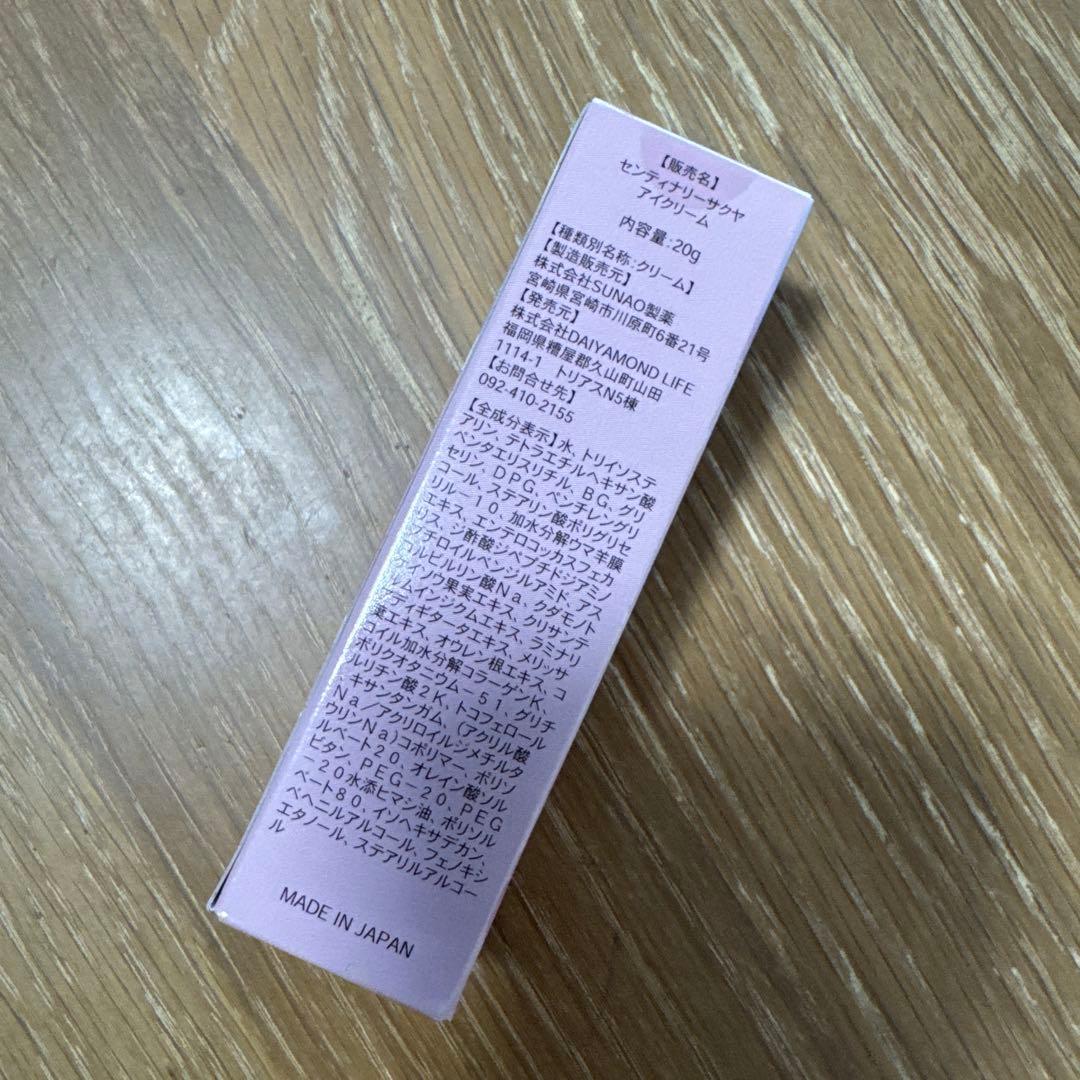 【販売名】
センティナリーサクヤ
アイクリーム
内容量:20g
【種類別名称:クリーム】
【製造販売元】
株式会社SUNAO製薬
宮崎県宮崎市川原町6番21号
【発売元】
株式会社DAIYAMOND LIFE
福岡県糟屋郡久山町山田
1114-1 トリアスN5棟
【お問合せ先】
092-410-2155
【全成分表示】水、トリイソステ
アリン、テトラエチルヘキサン酸
ペンタエリスリチル、BG、グリ
セリン、DPG、ペンチレングリ
コール、ステアリン酸ポリグリセ
リル－10、加水分解ウマ羊膜
エキス、エンテロコッカスフェカ
リス、ジ酢酸ジペプチドジアミノ
ブチロイルベンジルアミド、アス
コルビルリン酸Na、クダモノト
ケイソウ果実エキス、クリサンテ
ルムインジクムエキス、ラミナリ
アディギタータエキス、メリッサ
葉エキス、オウレン根エキス、コ
コイル加水分解コラーゲンK、
ポリクオタニウム－51、グリチ
ルリチン酸2K、トコフェロール
、キサンタンガム、(アクリル酸
Na／アクリロイルジメチルタ
ウリンNa)コポリマー、ポリソ
ルベート20、オレイン酸ソル
ビタン、PEG－20、PEG
－20水添ヒマシ油、ポリソル
ベート80、イソヘキサデカン、
ベヘニルアルコール、フェノキシ
エタノール、ステアリルアルコー
ル
MADE IN JAPAN